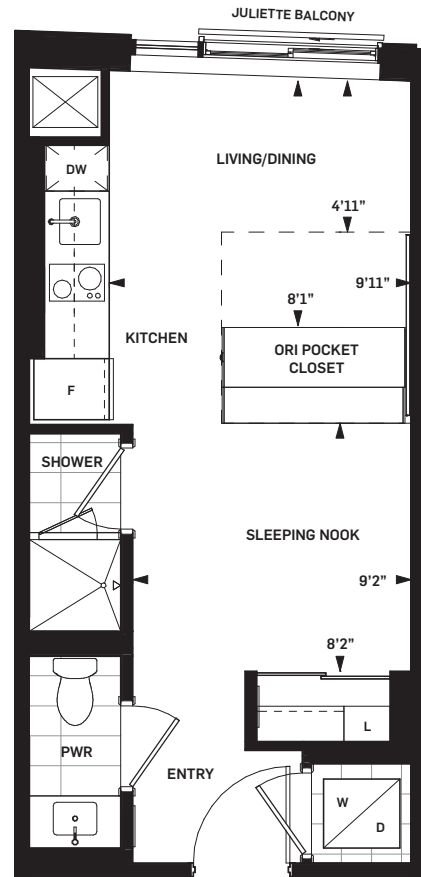 JULIETTE BALCONY
LIVING/DINING
DW
4'11"
9'11"
8'1"
KITCHEN
ORI POCKET
CLOSET
F
SHOWER
SLEEPING NOOK
9'2"
8'2"
L
PWR
ENTRY
W
D